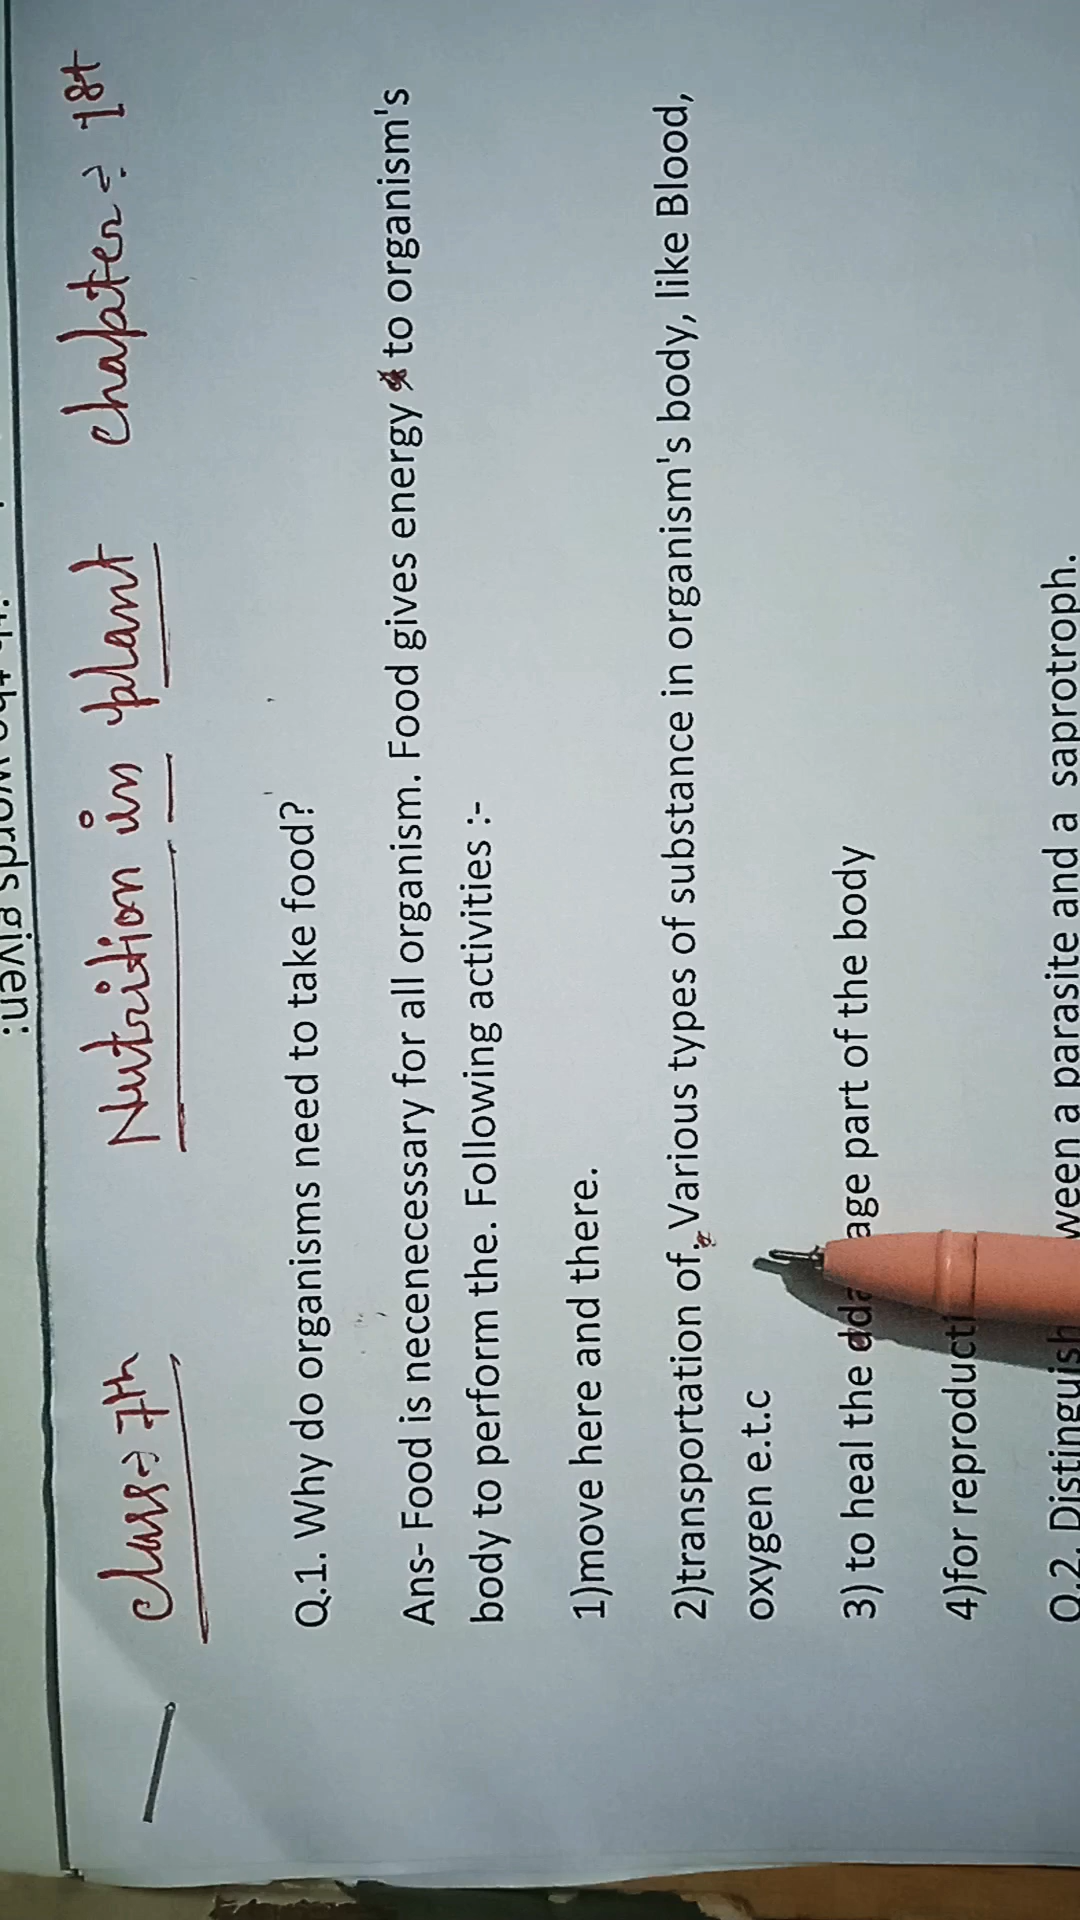 Class → 7th Nutrition in plant Chapter ÷ 1st
Q.1. Why do organisms need to take food?
Ans- Food is necenecessary for all organism. Food gives energy to organism's
body to perform the. Following activities :-
1)move here and there.
2)transportation of. Various types of substance in organism's body, like Blood,
oxygen e.t.c
3) to heal the age part of the body
4)for
Q.2. Distinguish a parasite and a saprotroph.
given: